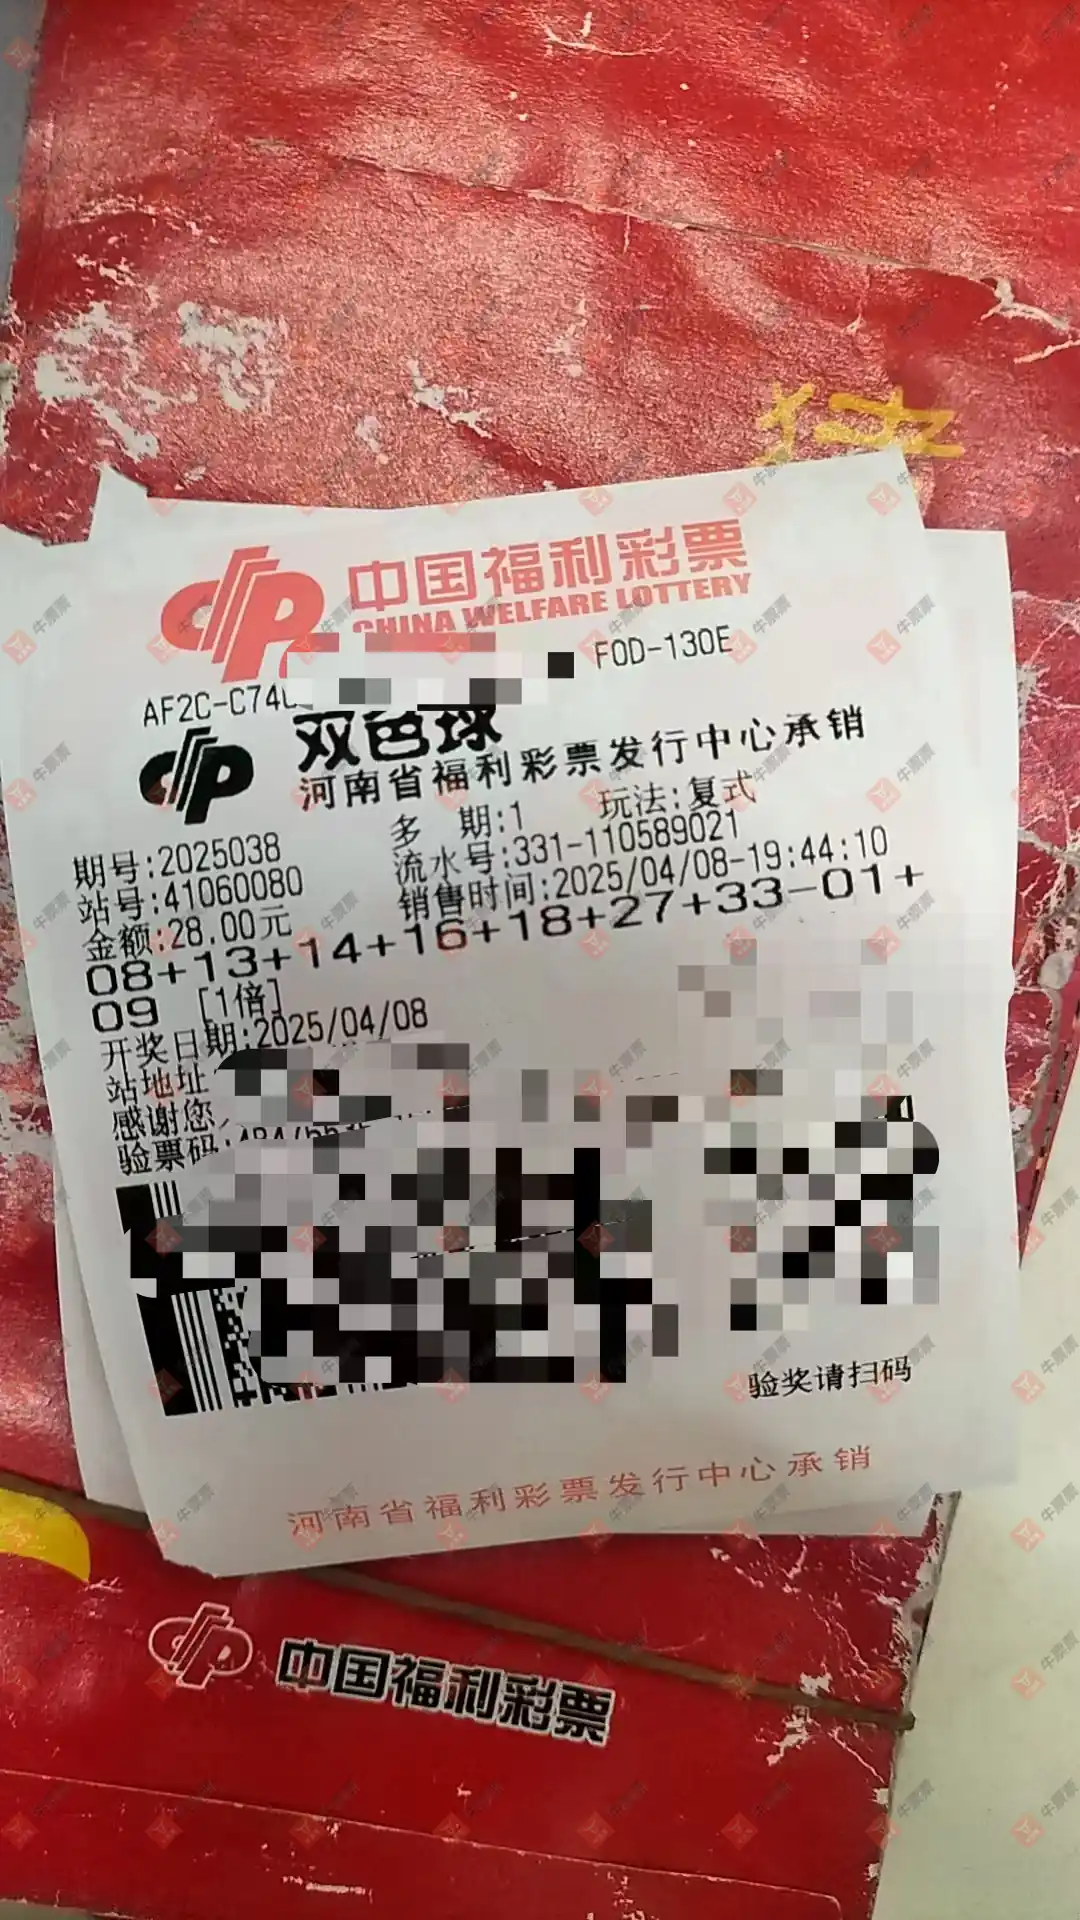 中国福利彩票
CHINA WELFARE LOTTERY
AF2C-C74 FOD-130E
双色球
河南省福利彩票发行中心承销
多 期:1 玩法:复式
期号:2025038 流水号:331-110589021
站号:41060080 销售时间:2025/04/08-19:44:10
金额:28.00元
08+13+14+16+18+27+33-01+
09 [1倍]
开奖日期:2025/04/08
站地址
感谢您
验票码:
验奖请扫码
河南省福利彩票发行中心承销
中国福利彩票
牛票票